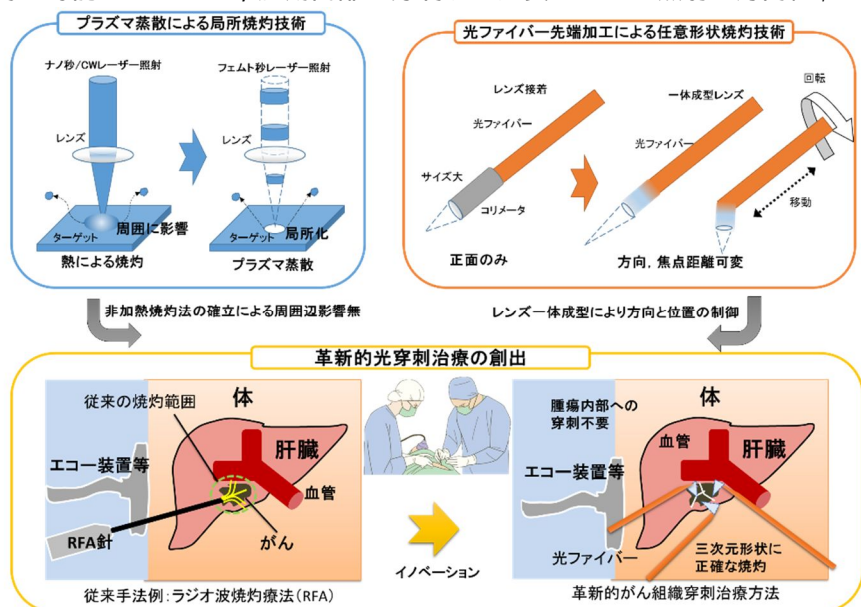 プラズマ蒸散による局所焼灼技術
ナノ秒/CWレーザー照射
フェムト秒レーザー照射
レンズ
レンズ
ターゲット
周囲に影響
ターゲット
局所化
熱による焼灼
プラズマ蒸散
光ファイバー先端加工による任意形状焼灼技術
回転
レンズ接着
一体成型レンズ
光ファイバー
光ファイバー
サイズ大
コリメータ
移動
正面のみ
方向，焦点距離可変
非加熱焼灼法の確立による周囲辺影響無
レンズ一体成型により方向と位置の制御
革新的光穿刺治療の創出
従来の焼灼範囲
体
肝臓
エコー装置等
血管
RFA針
がん
従来手法例：ラジオ波焼灼療法（RFA）
イノベーション
体
腫瘍内部への
穿刺不要
血管
肝臓
エコー装置等
光ファイバー
三次元形状に
正確な焼灼
革新的がん組織穿刺治療方法